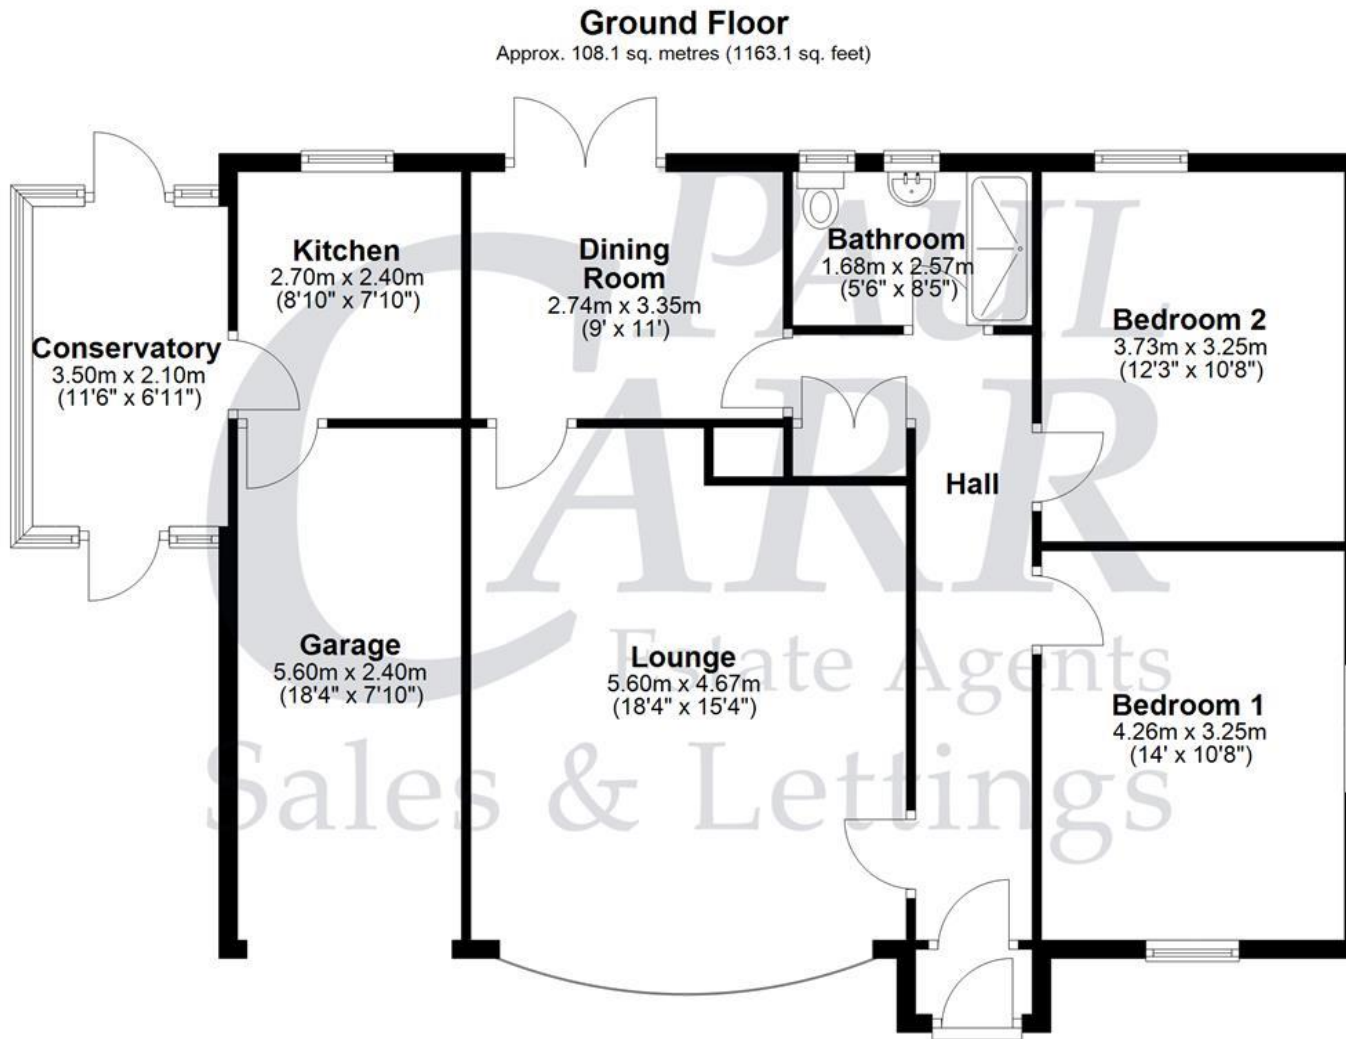 Ground Floor
Approx. 108.1 sq. metres (1163.1 sq. feet)
Kitchen
2.70m x 2.40m
(8'10" x 7'10")
Dining
Room
2.74m x 3.35m
(9' x 11')
Bathroom
1.68m x 2.57m
(5'6" x 8'5")
Bedroom 2
3.73m x 3.25m
(12'3" x 10'8")
Conservatory
3.50m x 2.10m
(11'6" x 6'11")
Hall
Garage
5.60m x 2.40m
(18'4" x 7'10")
Lounge
5.60m x 4.67m
(18'4" x 15'4")
Bedroom 1
4.26m x 3.25m
(14' x 10'8")
PAUL
CARR
Estate Agents
Sales & Lettings